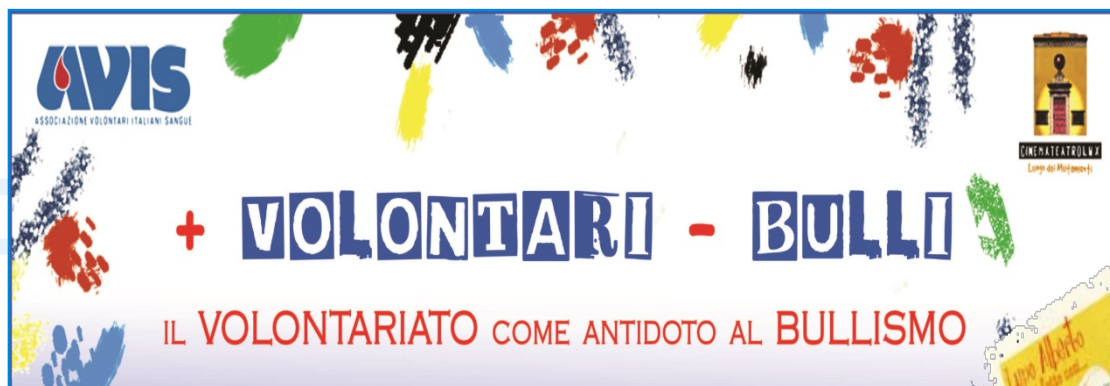 AVIS
ASSOCIAZIONE VOLONTARI ITALIANI SANGUE
CINEMATEATROLUX
Luogo dei Mutamenti
+ VOLONTARI - BULLI
IL VOLONTARIATO COME ANTIDOTO AL BULLISMO
Lupo Alberto